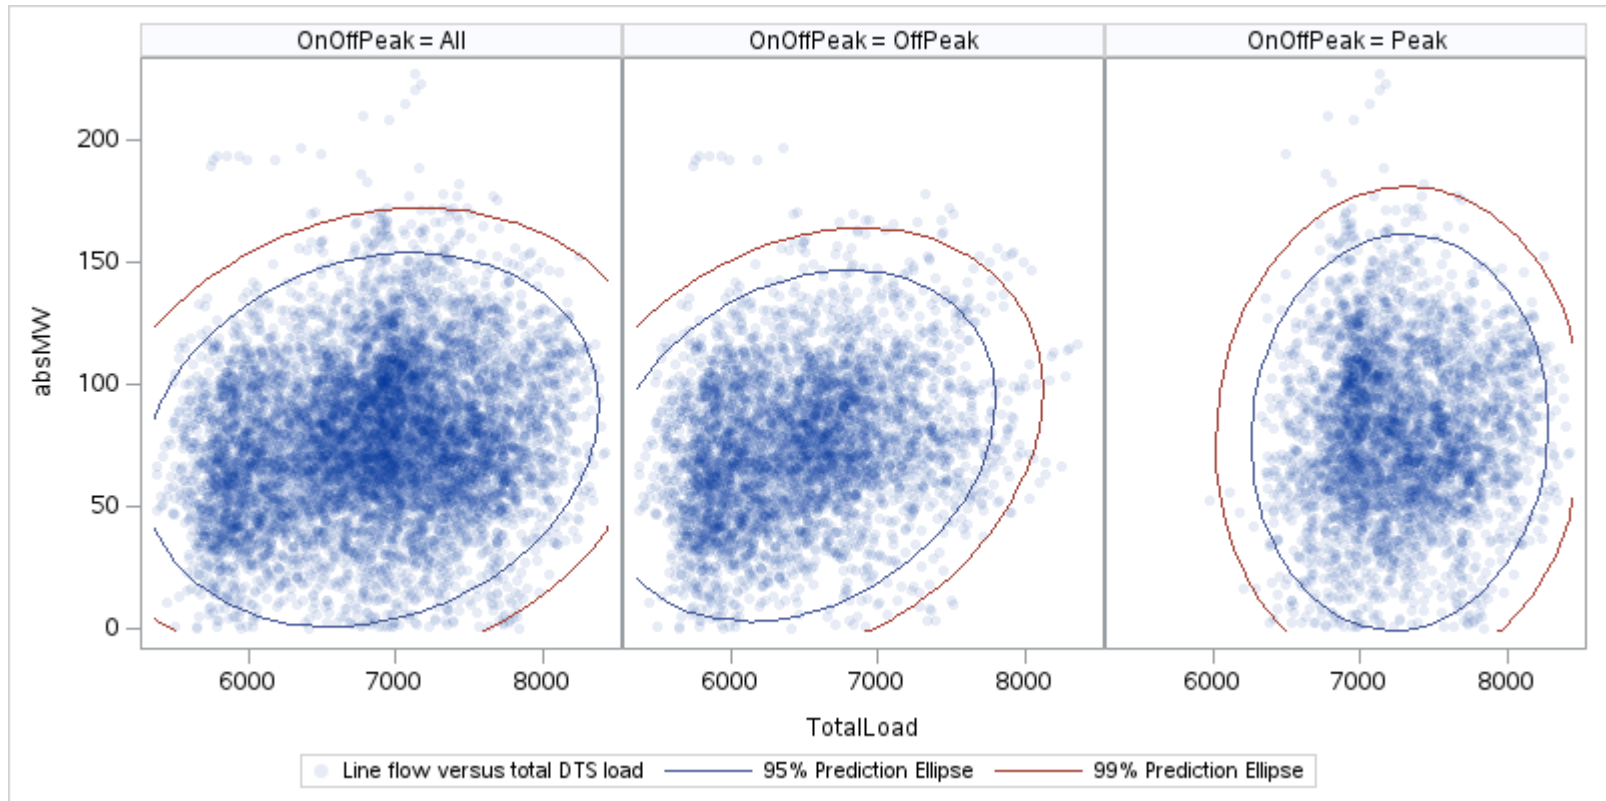 OnOffPeak = All
OnOffPeak = OffPeak
OnOffPeak = Peak
absMW
200
150
100
50
0
6000 7000 8000
6000 7000 8000
6000 7000 8000
TotalLoad
Line flow versus total DTS load
95% Prediction Ellipse
99% Prediction Ellipse